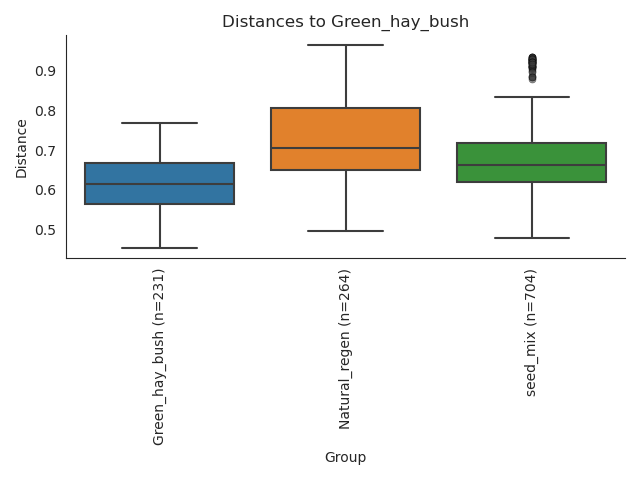 Distances to Green_hay_bush
Distance
0.9
0.8
0.7
0.6
0.5
Green_hay_bush (n=231)
Natural_regen (n=264)
seed_mix (n=704)
Group